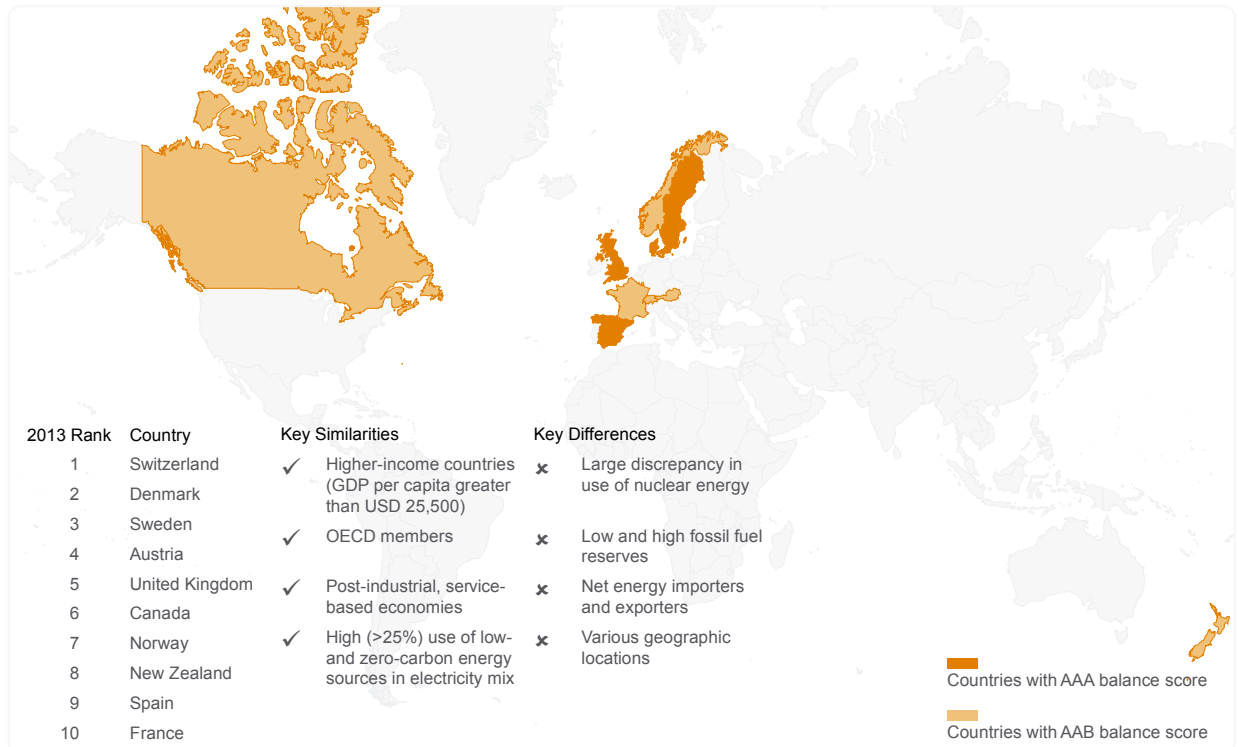 2013 Rank Country Key Similarities Key Differences
1 Switzerland
2 Denmark
3 Sweden
4 Austria
5 United Kingdom
6 Canada
7 Norway
8 New Zealand
9 Spain
10 France
✓ Higher-income countries
(GDP per capita greater
than USD 25,500)
✓ OECD members
✓ Post-industrial, service-
based economies
✓ High (>25%) use of low-
and zero-carbon energy
sources in electricity mix
✘ Large discrepancy in
use of nuclear energy
✘ Low and high fossil fuel
reserves
✘ Net energy importers
and exporters
✘ Various geographic
locations
Countries with AAA balance score
Countries with AAB balance score